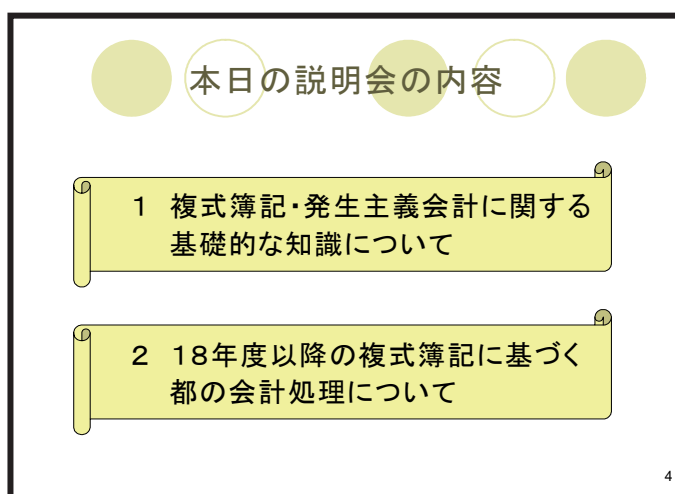 本日の説明会の内容
1 複式簿記・発生主義会計に関する
基礎的な知識について
2 18年度以降の複式簿記に基づく
都の会計処理について
4